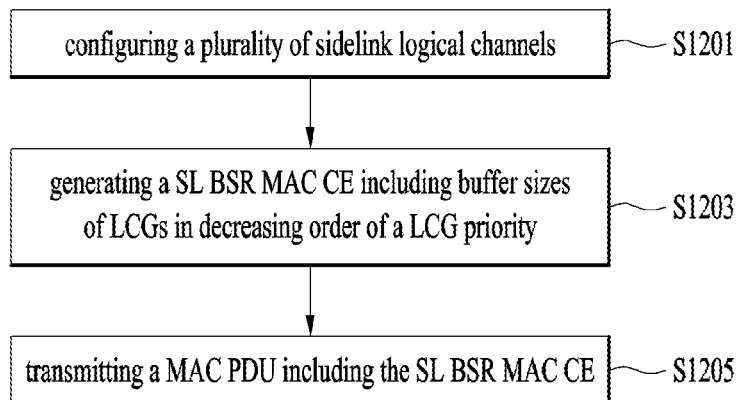 configuring a plurality of sidelink logical channels
S1201
generating a SL BSR MAC CE including buffer sizes
of LCGs in decreasing order of a LCG priority
S1203
transmitting a MAC PDU including the SL BSR MAC CE
S1205